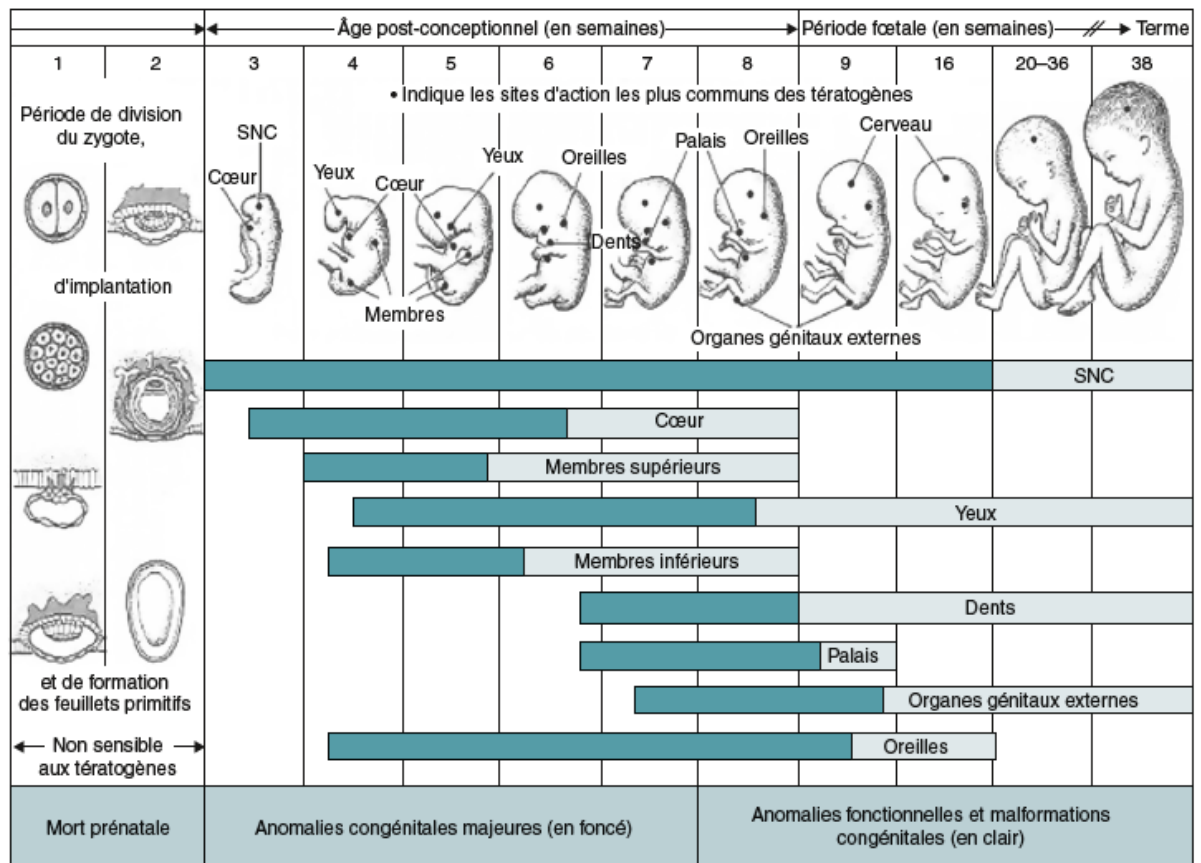 Âge post-conceptionnel (en semaines)
Période fœtale (en semaines)
Terme
1
2
3
4
5
6
7
8
9
16
20–36
38
• Indique les sites d'action les plus communs des tératogènes
Période de division
du zygote,
d'implantation
et de formation
des feuillets primitifs
Non sensible
aux tératogènes
SNC
Cœur
Yeux
Cœur
Yeux
Membres
Oreilles
Dents
Palais
Oreilles
Cerveau
Organes génitaux externes
SNC
Cœur
Membres supérieurs
Yeux
Membres inférieurs
Dents
Palais
Organes génitaux externes
Oreilles
Mort prénatale
Anomalies congénitales majeures (en foncé)
Anomalies fonctionnelles et malformations
congénitales (en clair)